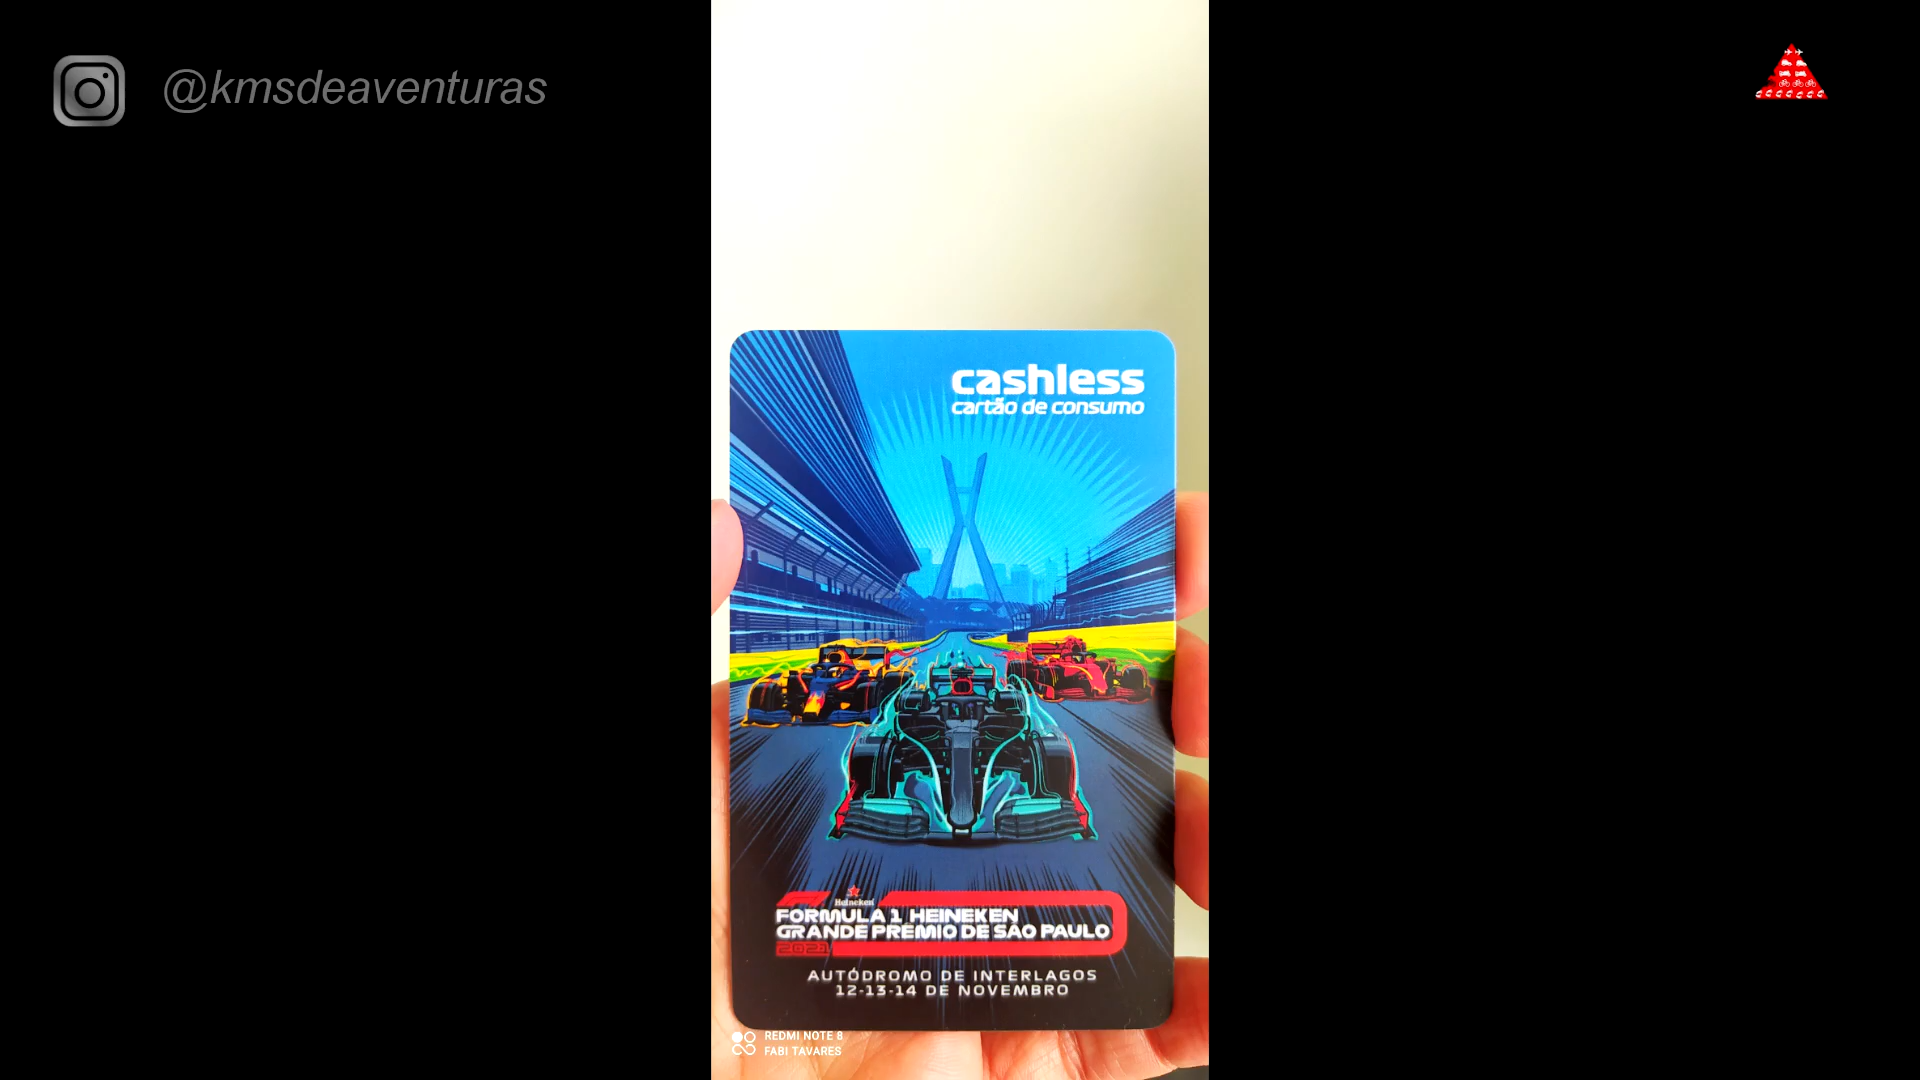 @kmsdeaventuras
cashless
cartão de consumo
Heineken
FORMULA 1 HEINEKEN
GRANDE PRÊMIO DE SÃO PAULO
2021
AUTÓDROMO DE INTERLAGOS
12-13-14 DE NOVEMBRO
REDMI NOTE 8
FABI TAVARES